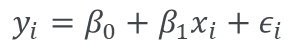 yᵢ = β₀ + β₁xᵢ + ϵᵢ